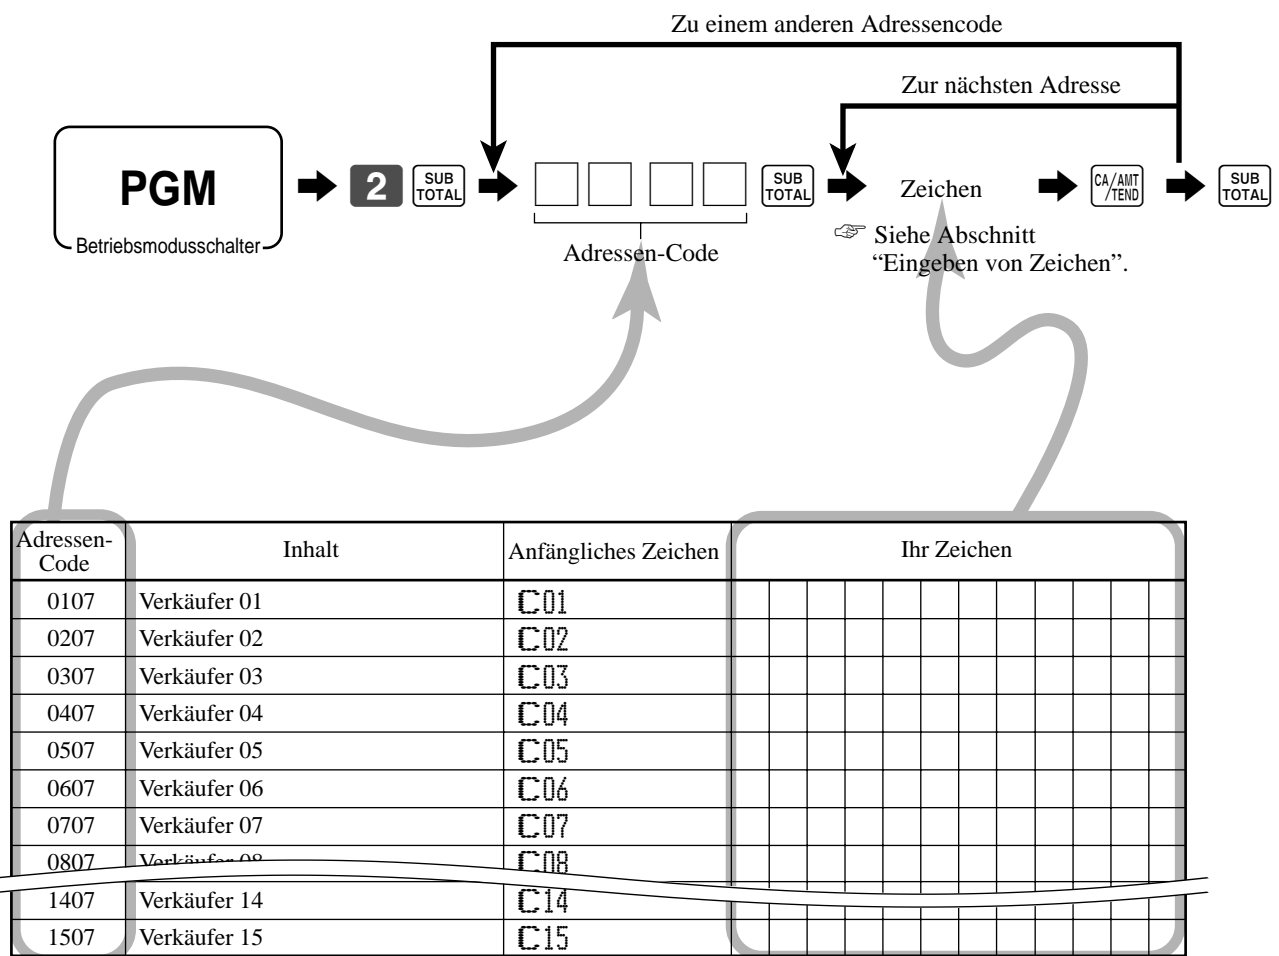 Zu einem anderen Adressencode
Zur nächsten Adresse
PGM
Betriebsmodusschalter
2
SUB
TOTAL
SUB
TOTAL
Zeichen
CA/AMT
/TEND
SUB
TOTAL
Adressen-Code
☞ Siehe Abschnitt
“Eingeben von Zeichen”.
Adressen-
Code
Inhalt
Anfängliches Zeichen
Ihr Zeichen
0107 Verkäufer 01 C01
0207 Verkäufer 02 C02
0307 Verkäufer 03 C03
0407 Verkäufer 04 C04
0507 Verkäufer 05 C05
0607 Verkäufer 06 C06
0707 Verkäufer 07 C07
0807 Verkäufer 08 C08
1407 Verkäufer 14 C14
1507 Verkäufer 15 C15